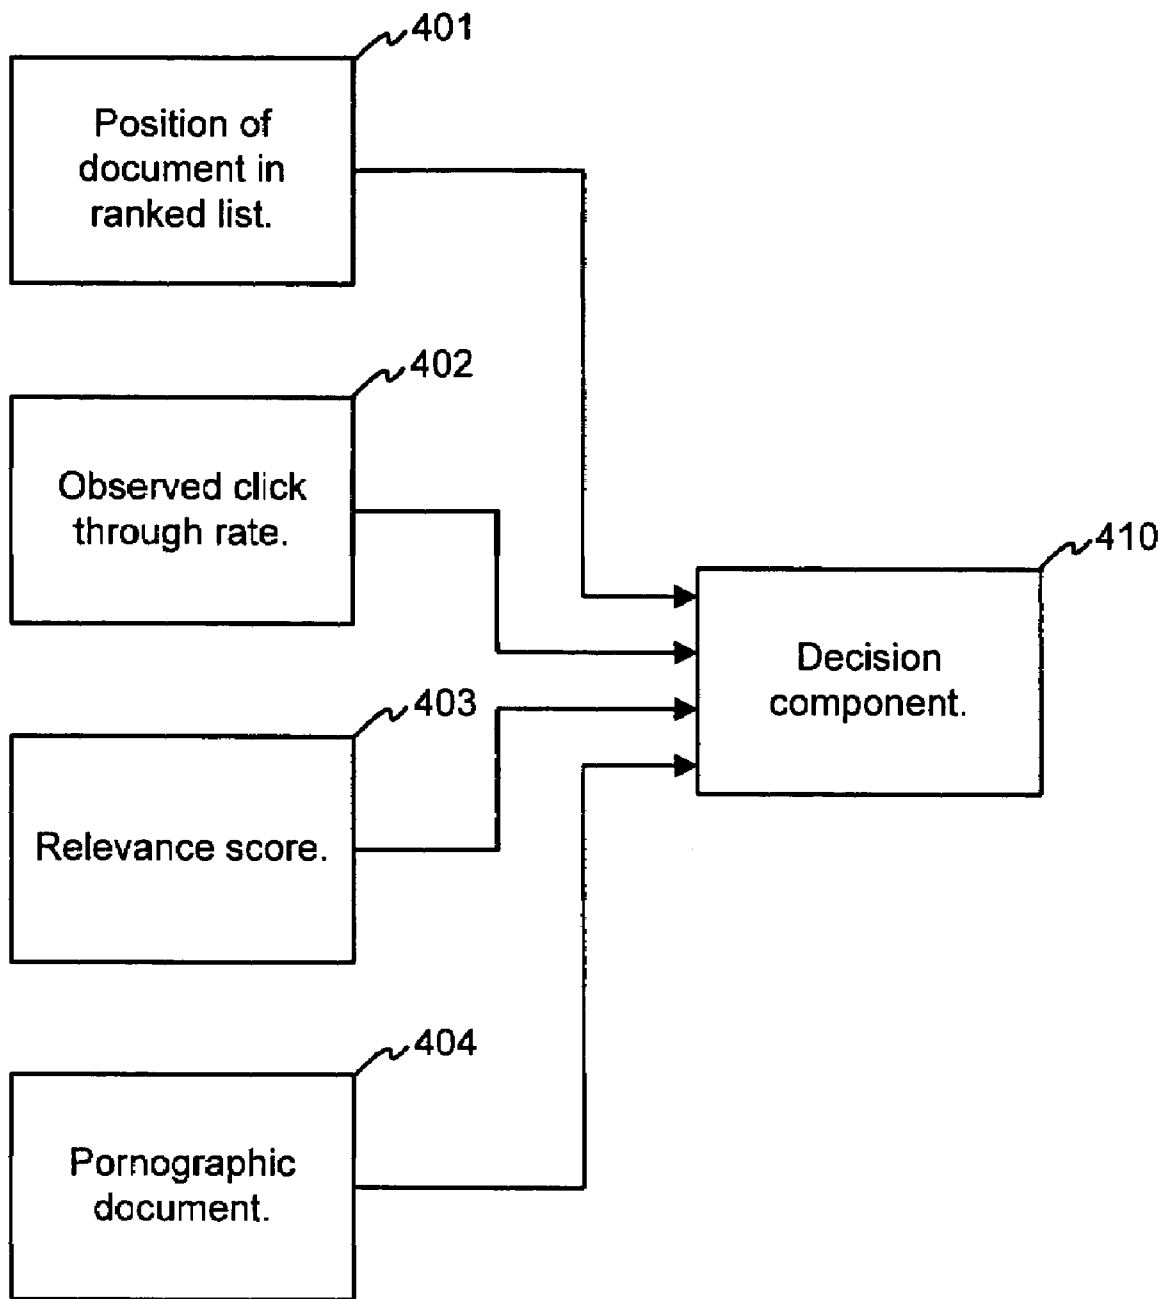 401
Position of
document in
ranked list.
402
Observed click
through rate.
403
Relevance score.
404
Pornographic
document.
410
Decision
component.